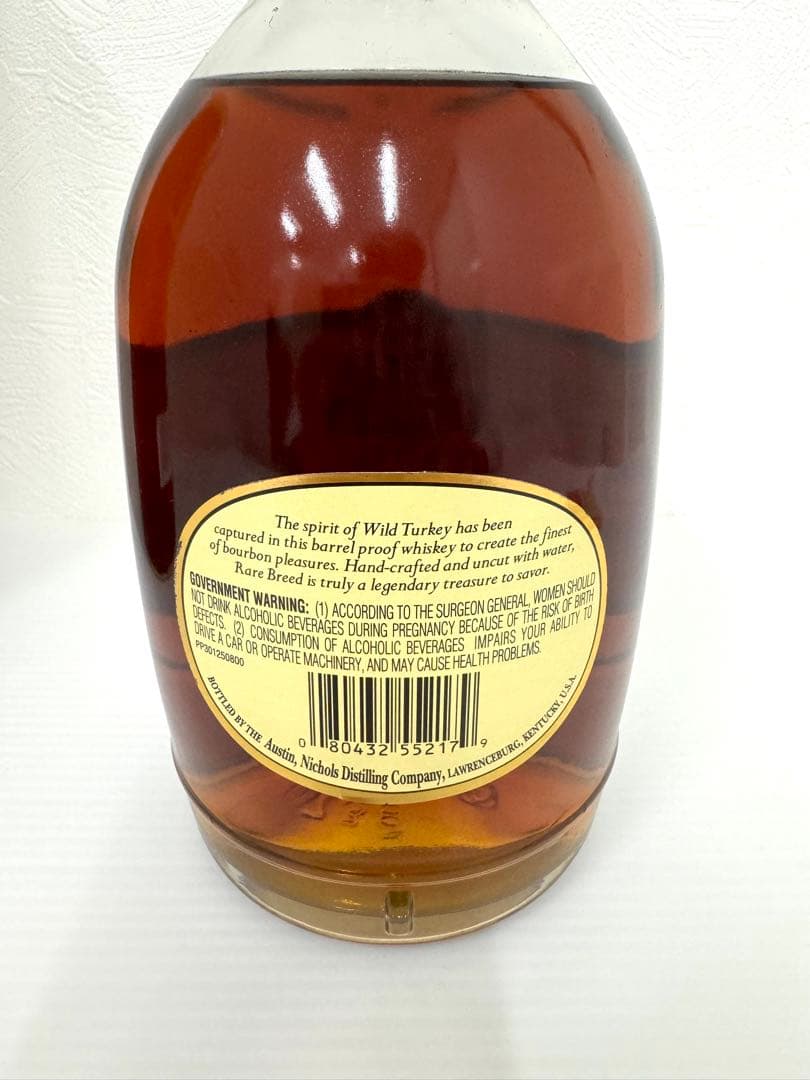 The spirit of Wild Turkey has been
captured in this barrel proof whiskey to create the finest
of bourbon pleasures. Hand-crafted and uncut with water,
Rare Breed is truly a legendary treasure to savor.
GOVERNMENT WARNING: (1) ACCORDING TO THE SURGEON GENERAL, WOMEN SHOULD
NOT DRINK ALCOHOLIC BEVERAGES DURING PREGNANCY BECAUSE OF THE RISK OF BIRTH
DEFECTS. (2) CONSUMPTION OF ALCOHOLIC BEVERAGES IMPAIRS YOUR ABILITY TO
DRIVE A CAR OR OPERATE MACHINERY, AND MAY CAUSE HEALTH PROBLEMS.
PP301250800
0 80432 55217 9
BOTTLED BY THE Austin, Nichols Distilling Company, LAWRENCEBURG, KENTUCKY, U.S.A.